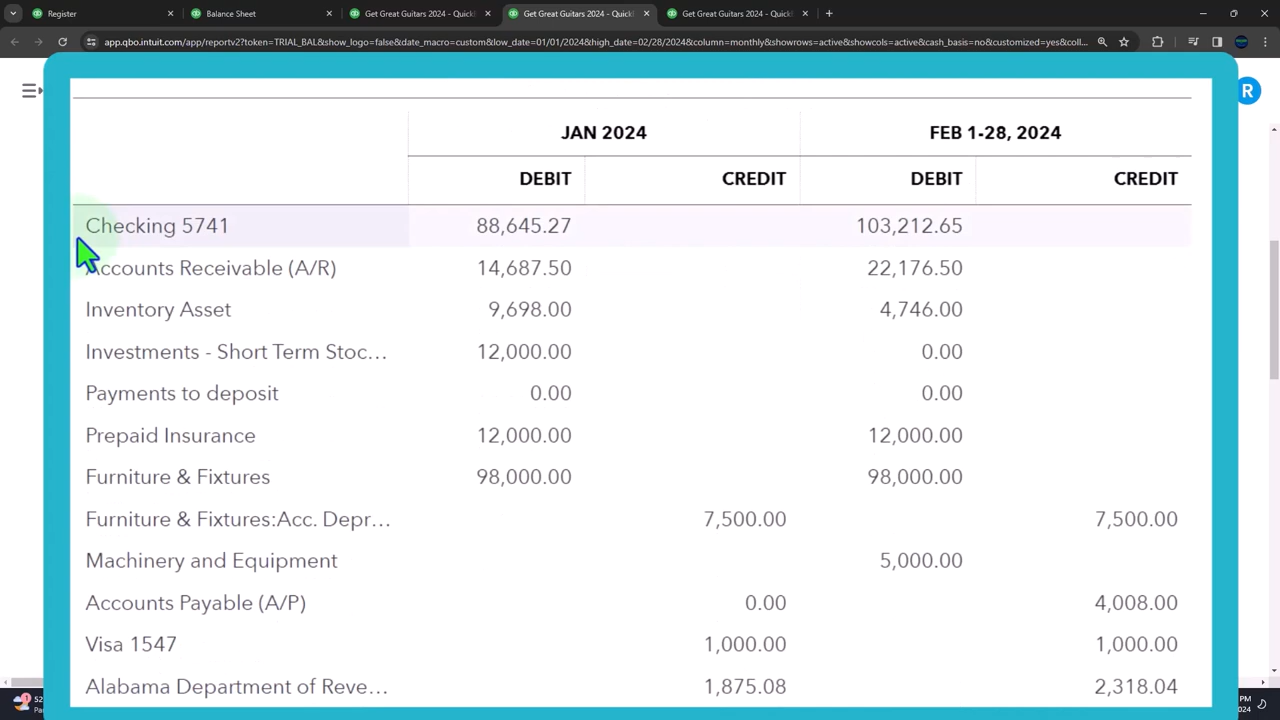 Register
Balance Sheet
Get Great Guitars 2024 - Quick
Get Great Guitars 2024 - Quick
Get Great Guitars 2024 - Quick
app.qbo.intuit.com/app/reportv2?token=TRIAL_BAL&show_logo=false&date_macro=custom&low_date=01/01/2024&high_date=02/28/2024&column=monthly&showrows=active&showcols=active&cash_basis=no&customized=yes&coll...
R
JAN 2024 FEB 1-28, 2024
DEBIT CREDIT DEBIT CREDIT
Checking 5741 88,645.27 103,212.65
Accounts Receivable (A/R) 14,687.50 22,176.50
Inventory Asset 9,698.00 4,746.00
Investments - Short Term Stoc... 12,000.00 0.00
Payments to deposit 0.00 0.00
Prepaid Insurance 12,000.00 12,000.00
Furniture & Fixtures 98,000.00 98,000.00
Furniture & Fixtures:Acc. Depr... 7,500.00 7,500.00
Machinery and Equipment 5,000.00
Accounts Payable (A/P) 0.00 4,008.00
Visa 1547 1,000.00 1,000.00
Alabama Department of Reve... 1,875.08 2,318.04